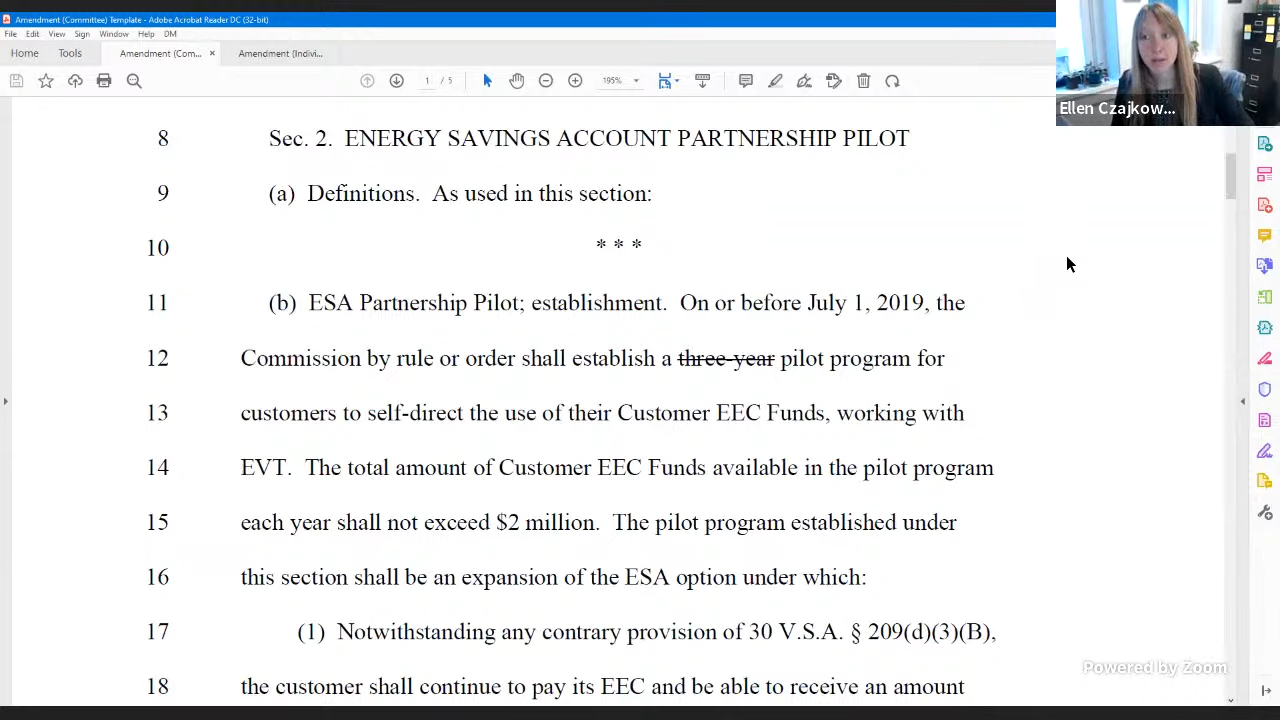 Amendment (Committee) Template - Adobe Acrobat Reader DC (32-bit)
File Edit View Sign Window Help DM
Home Tools Amendment (Com... × Amendment (Indivi...
1 / 5 195%
Ellen Czajkow...
8 Sec. 2. ENERGY SAVINGS ACCOUNT PARTNERSHIP PILOT
9 (a) Definitions. As used in this section:
10 * * *
11 (b) ESA Partnership Pilot; establishment. On or before July 1, 2019, the
12 Commission by rule or order shall establish a three-year pilot program for
13 customers to self-direct the use of their Customer EEC Funds, working with
14 EVT. The total amount of Customer EEC Funds available in the pilot program
15 each year shall not exceed $2 million. The pilot program established under
16 this section shall be an expansion of the ESA option under which:
17 (1) Notwithstanding any contrary provision of 30 V.S.A. § 209(d)(3)(B),
18 the customer shall continue to pay its EEC and be able to receive an amount
Powered by Zoom